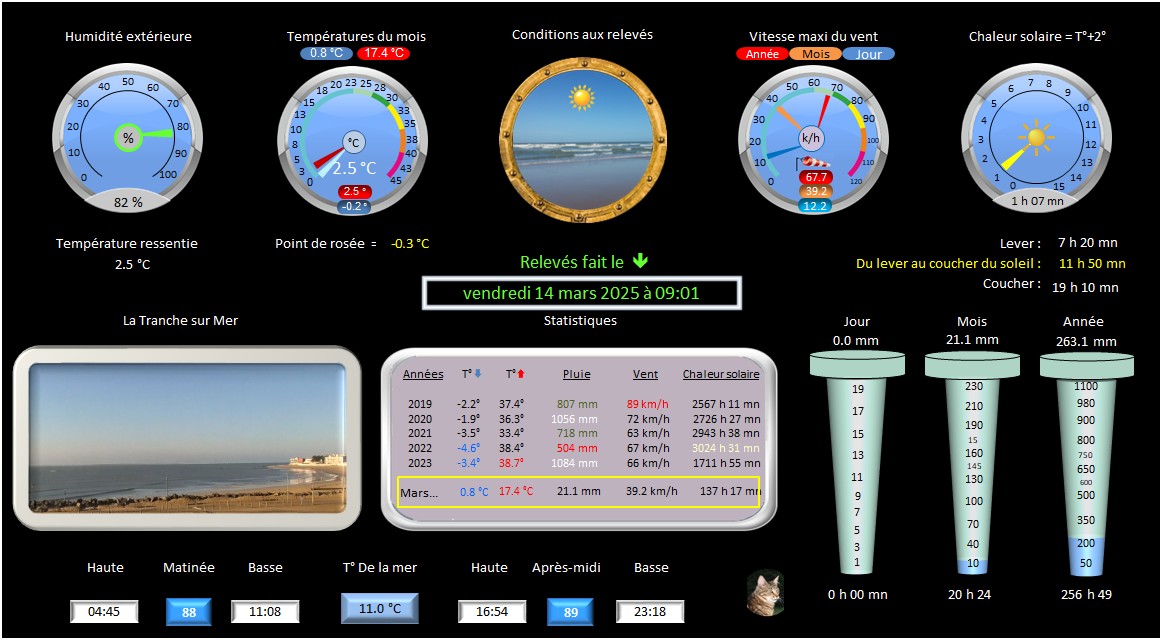 Humidité extérieure
Températures du mois
0.8 °C 17.4 °C
Conditions aux relevés
Vitesse maxi du vent
Année Mois Jour
Chaleur solaire = T°+2°
0 10 20 30 40 50 60 70 80 90 100
%
82 %
0 3 5 8 10 13 15 18 20 23 25 28 30 33 35 38 40 43 45
°C
2.5 °C
2.5 °
-0.2 °
0 10 20 30 40 50 60 70 80 90 100 110 120
k/h
67.7
39.2
12.2
0 1 2 3 4 5 6 7 8 9 10 11 12 13 14 15
1 h 07 mn
Température ressentie
2.5 °C
Point de rosée = -0.3 °C
Relevés fait le
vendredi 14 mars 2025 à 09:01
Lever : 7 h 20 mn
Du lever au coucher du soleil : 11 h 50 mn
Coucher : 19 h 10 mn
La Tranche sur Mer
Statistiques
Années T° T° Pluie Vent Chaleur solaire
2019 -2.2° 37.4° 807 mm 89 km/h 2567 h 11 mn
2020 -1.9° 36.3° 1056 mm 72 km/h 2726 h 27 mn
2021 -3.5° 33.4° 718 mm 63 km/h 2943 h 38 mn
2022 -4.6° 38.4° 504 mm 67 km/h 3024 h 31 mn
2023 -3.4° 38.7° 1084 mm 66 km/h 1711 h 55 mn
Mars... 0.8 °C 17.4 °C 21.1 mm 39.2 km/h 137 h 17 mn
Jour
0.0 mm
19
17
15
13
11
9
7
5
3
1
0 h 00 mn
Mois
21.1 mm
230
210
190
15
160
145
130
100
70
40
10
20 h 24
Année
263.1 mm
1100
980
900
800
750
650
600
500
350
200
50
256 h 49
Haute Matinée Basse
04:45 88 11:08
T° De la mer
11.0 °C
Haute Après-midi Basse
16:54 89 23:18